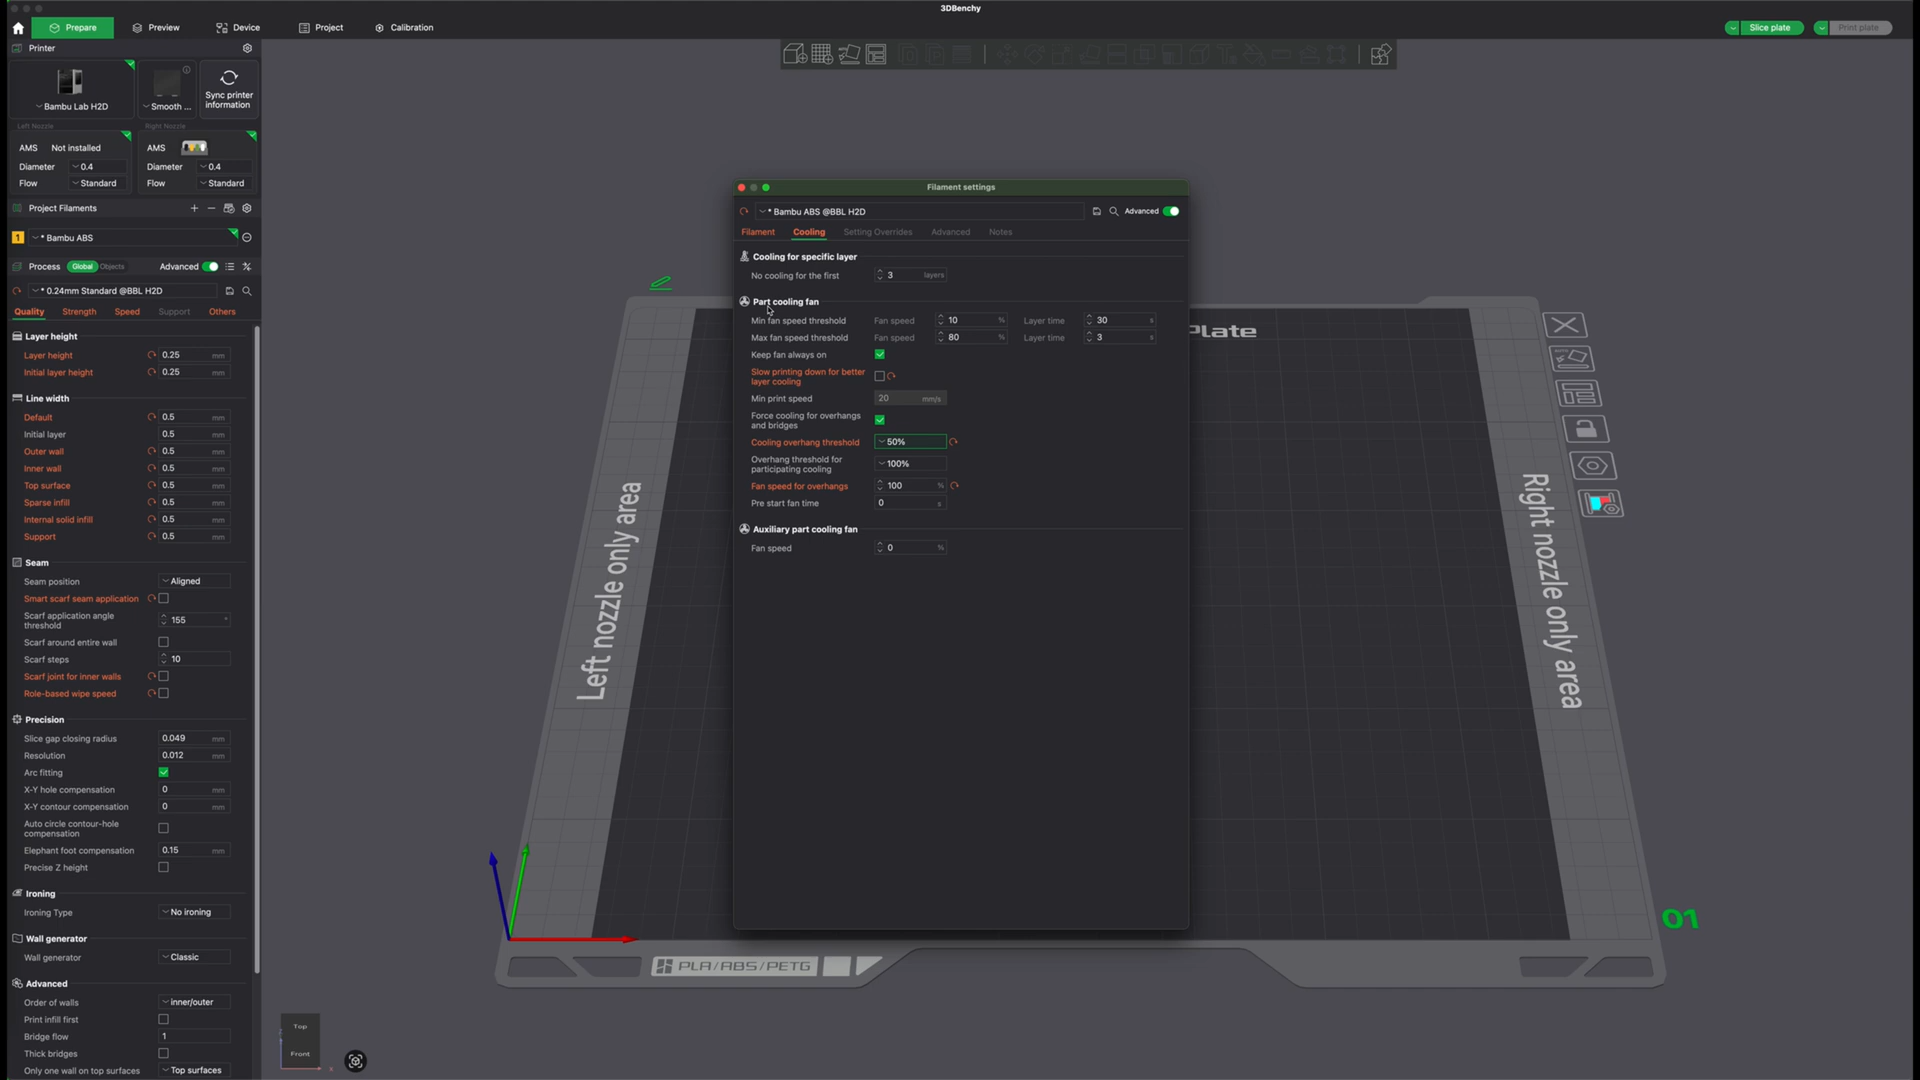 3DBenchy
Prepare
Preview
Device
Project
Calibration
Slice plate
Print plate
Printer
Bambu Lab H2D
Smooth ...
Sync printer
information
Left Nozzle
Right Nozzle
AMS Not installed
AMS
Diameter 0.4
Diameter 0.4
Flow Standard
Flow Standard
Project Filaments
1 * Bambu ABS
Process Global Objects Advanced
* 0.24mm Standard @BBL H2D
Quality Strength Speed Support Others
Layer height
Layer height 0.25 mm
Initial layer height 0.25 mm
Line width
Default 0.5 mm
Initial layer 0.5 mm
Outer wall 0.5 mm
Inner wall 0.5 mm
Top surface 0.5 mm
Sparse infill 0.5 mm
Internal solid infill 0.5 mm
Support 0.5 mm
Seam
Seam position Aligned
Smart scarf seam application
Scarf application angle
threshold 155 °
Scarf around entire wall
Scarf steps 10
Scarf joint for inner walls
Role-based wipe speed
Precision
Slice gap closing radius 0.049 mm
Resolution 0.012 mm
Arc fitting
X-Y hole compensation 0 mm
X-Y contour compensation 0 mm
Auto circle contour-hole
compensation
Elephant foot compensation 0.15 mm
Precise Z height
Ironing
Ironing Type No ironing
Wall generator
Wall generator Classic
Advanced
Order of walls inner/outer
Print infill first
Bridge flow 1
Thick bridges
Only one wall on top surfaces Top surfaces
Filament settings
* Bambu ABS @BBL H2D
Advanced
Filament Cooling Setting Overrides Advanced Notes
Cooling for specific layer
No cooling for the first 3 layers
Part cooling fan
Min fan speed threshold Fan speed 10 % Layer time 30 s
Max fan speed threshold Fan speed 80 % Layer time 3 s
Keep fan always on
Slow printing down for better
layer cooling
Min print speed 20 mm/s
Force cooling for overhangs
and bridges
Cooling overhang threshold 50%
Overhang threshold for
participating cooling 100%
Fan speed for overhangs 100 %
Pre start fan time 0 s
Auxiliary part cooling fan
Fan speed 0 %
Plate
Left nozzle only area
Right nozzle only area
01
PLA/ABS/PETG
Top
Front
x